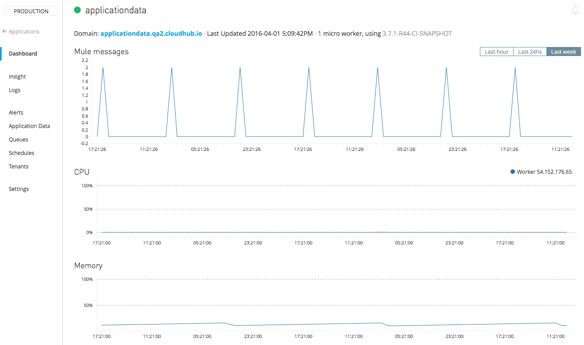 PRODUCTION
applicationdata
Applications
Domain: applicationdata.qa2.cloudhub.io · Last Updated 2016-04-01 5:09:42PM · 1 micro worker, using 3.7.1-R44-CI-SNAPSHOT
Dashboard
Insight
Logs
Alerts
Application Data
Queues
Schedules
Tenants
Settings
Mule messages
Last hour Last 24hs Last week
2.2
2
1.8
1.6
1.4
1.2
1
0.8
0.6
0.4
0.2
0
-0.2
17:21:26 11:21:26 05:21:26 23:21:26 17:21:26 11:21:26 05:21:26 23:21:26 17:21:26 11:21:26
CPU
Worker 54.152.176.65
100%
50%
0%
17:21:00 11:21:00 05:21:00 23:21:00 17:21:00 11:21:00 05:21:00 23:21:00 17:21:00 11:21:00
Memory
100%
50%
17:21:00 11:21:00 05:21:00 23:21:00 17:21:00 11:21:00 05:21:00 23:21:00 17:21:00 11:21:00